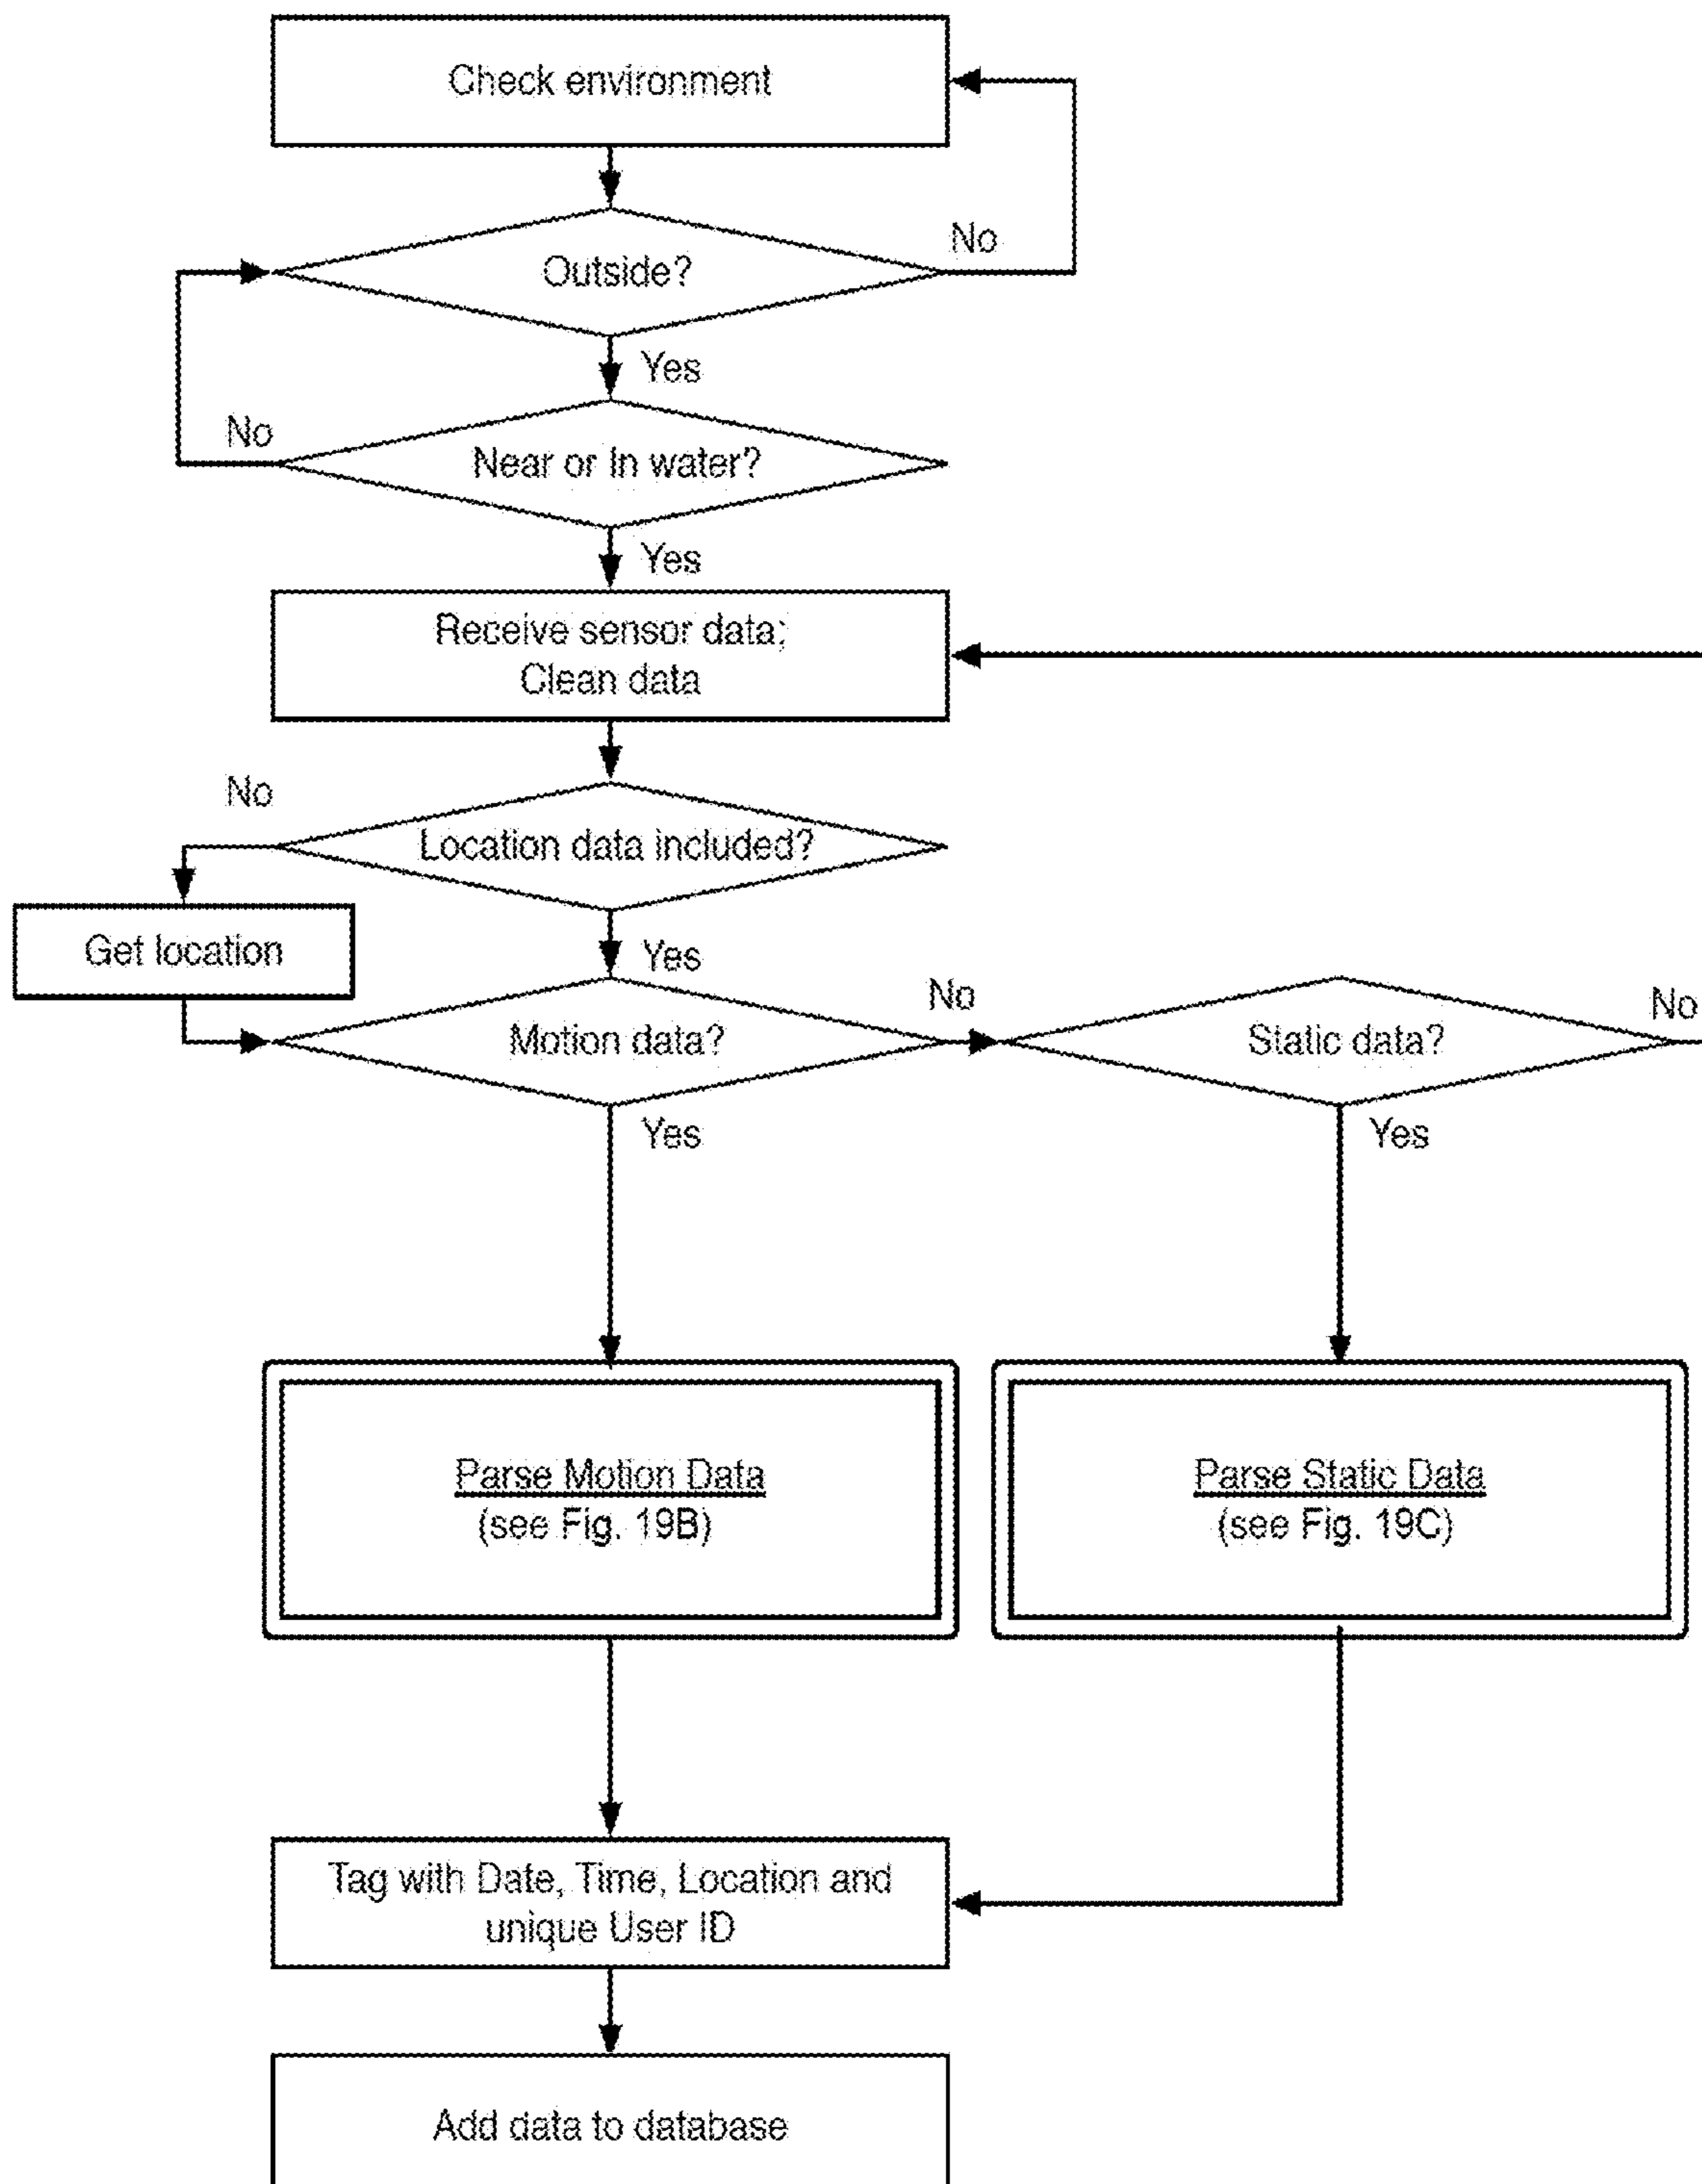 Check environment
No
Outside?
Yes
No
Near or In water?
Yes
Receive sensor data;
Clean data
No
Location data included?
Get location
Yes
No
No
Motion data?
Static data?
Yes
Yes
Parse Motion Data
(see Fig. 19B)
Parse Static Data
(see Fig. 19C)
Tag with Date, Time, Location and
unique User ID
Add data to database